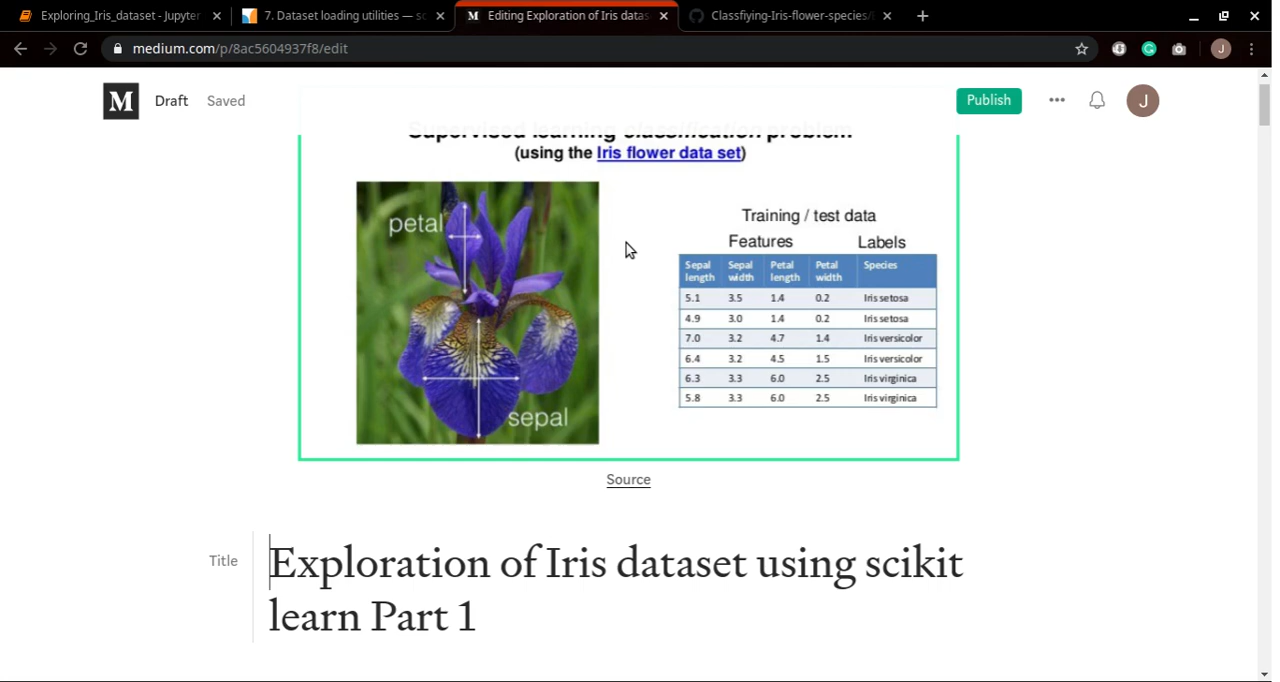 Exploring_Iris_dataset - Jupyter
7. Dataset loading utilities — sc
Editing Exploration of Iris datas
Classfiying-Iris-flower-species/
medium.com/p/8ac5604937f8/edit
J
M
Draft
Saved
Publish
J
Supervised learning classification problem
(using the Iris flower data set)
petal
sepal
Training / test data
Features Labels
Sepal length Sepal width Petal length Petal width Species
5.1 3.5 1.4 0.2 Iris setosa
4.9 3.0 1.4 0.2 Iris setosa
7.0 3.2 4.7 1.4 Iris versicolor
6.4 3.2 4.5 1.5 Iris versicolor
6.3 3.3 6.0 2.5 Iris virginica
5.8 3.3 6.0 2.5 Iris virginica
Source
Title
Exploration of Iris dataset using scikit
learn Part 1